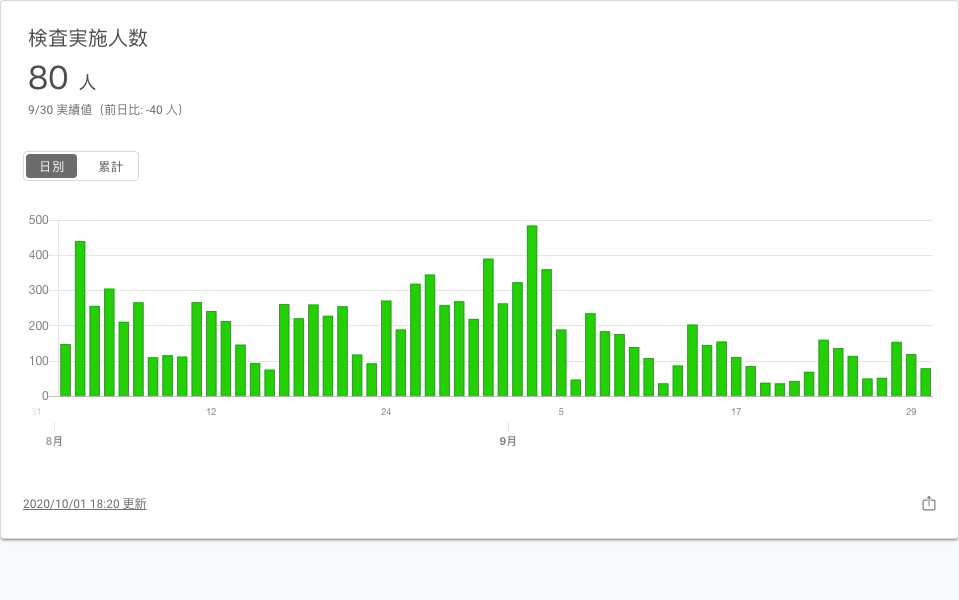 検査実施人数
80 人
9/30 実績値（前日比: -40 人）
日別 累計
500
400
300
200
100
0
31 12 24 5 17 29
8月 9月
2020/10/01 18:20 更新